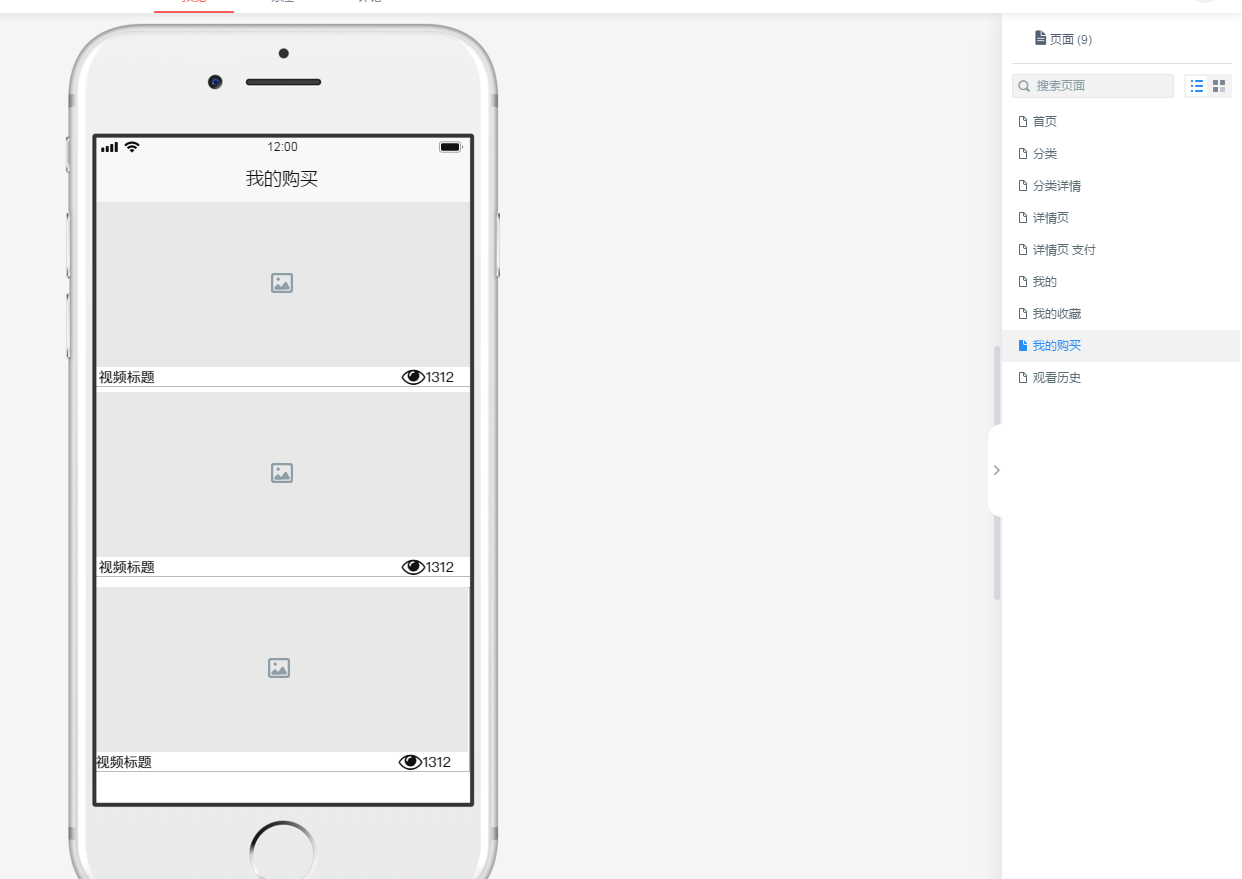 12:00
我的购买
视频标题 1312
视频标题 1312
视频标题 1312
页面 (9)
搜索页面
首页
分类
分类详情
详情页
详情页 支付
我的
我的收藏
我的购买
观看历史